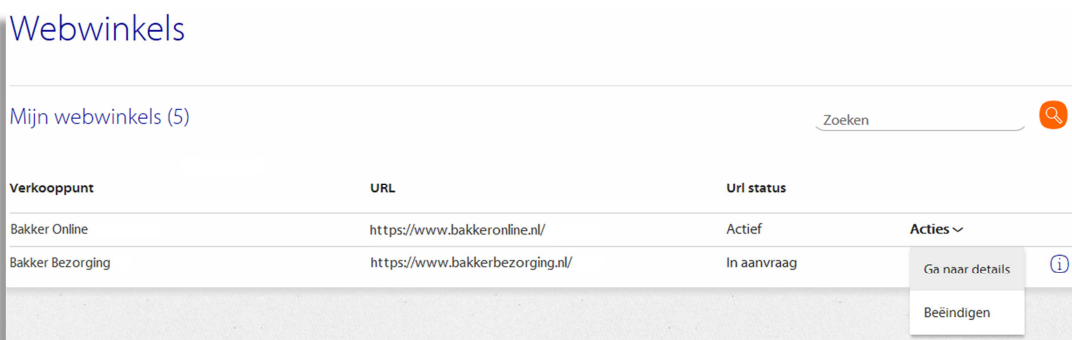 Webwinkels
Mijn webwinkels (5)
Zoeken
Verkooppunt URL Url status
Bakker Online https://www.bakkeronline.nl/ Actief Acties
Bakker Bezorging https://www.bakkerbezorging.nl/ In aanvraag
Ga naar details
Beëindigen